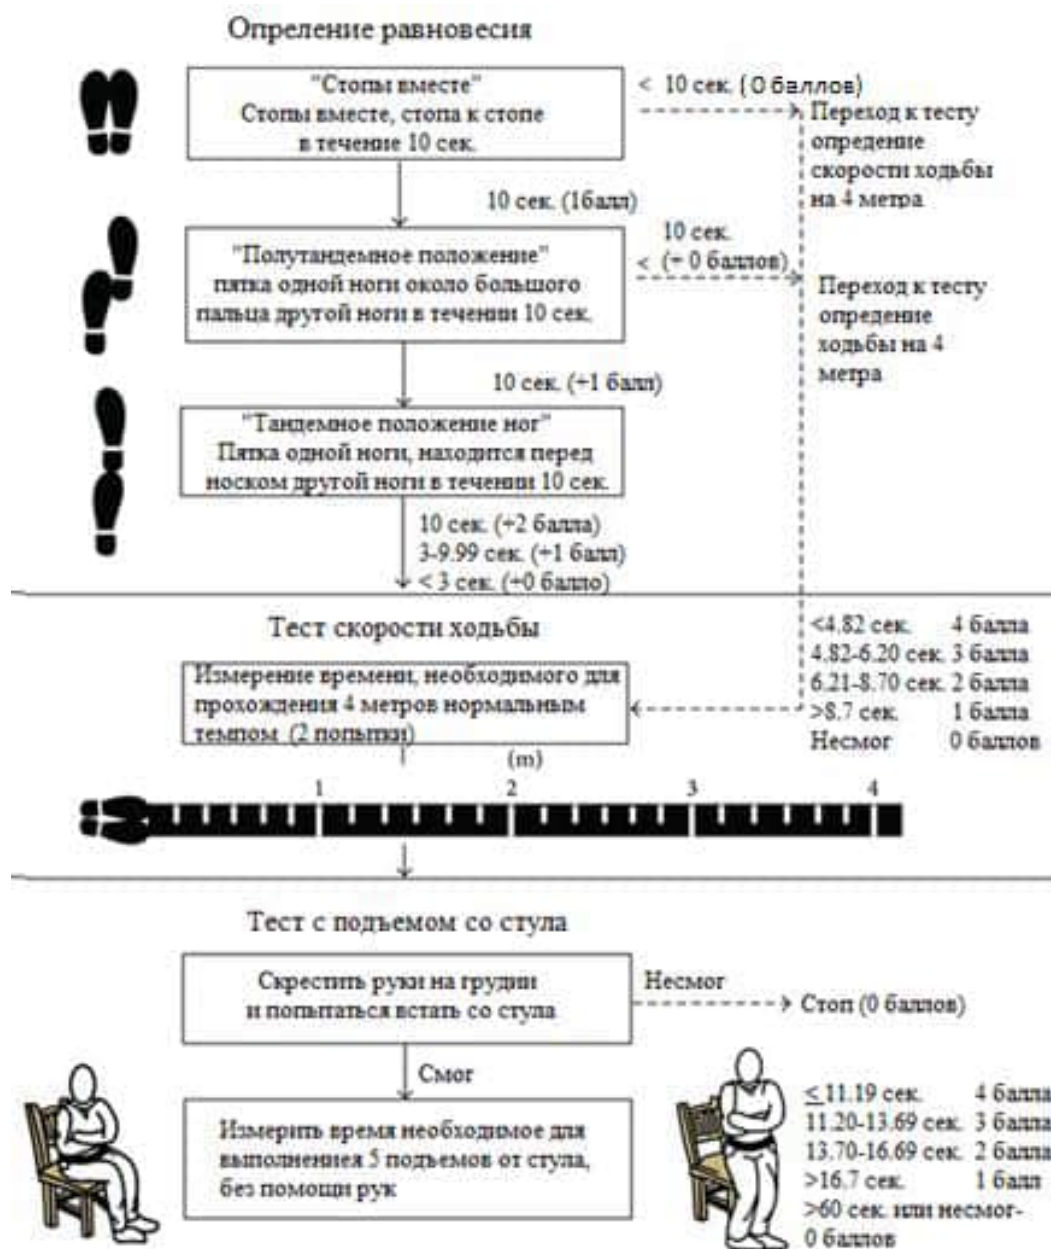 Опреление равновесия
"Стопы вместе"
Стопы вместе, стопа к стопе
в течение 10 сек.
< 10 сек. ( 0 баллов)
Переход к тесту
опредение
скорости ходьбы
на 4 метра
10 сек. (1балл)
"Полутандемное положение"
пятка одной ноги около большого
пальца другой ноги в течении 10 сек.
10 сек.
< (+ 0 баллов)
Переход к тесту
опредение
ходьбы на 4
метра
10 сек. (+1 балл)
"Тандемное положение ног"
Пятка одной ноги, находится перед
носком другой ноги в течении 10 сек.
10 сек. (+2 балла)
3-9.99 сек. (+1 балл)
< 3 сек. (+0 балло)
Тест скорости ходьбы
Измерение времени, необходимого для
прохождения 4 метров нормальным
темпом (2 попытки)
<4.82 сек. 4 балла
4.82-6.20 сек. 3 балла
6.21-8.70 сек. 2 балла
>8.7 сек. 1 балла
Несмог 0 баллов
(m)
1 2 3 4
Тест с подъемом со стула
Скрестить руки на грудии
и попытаться встать со стула
Несмог
Стоп (0 баллов)
Смог
Измерить время необходимое для
выполнениея 5 подъемов от стула,
без помощи рук
≤ 11.19 сек. 4 балла
11.20-13.69 сек. 3 балла
13.70-16.69 сек. 2 балла
>16.7 сек. 1 балл
>60 сек. или несмог-
0 баллов